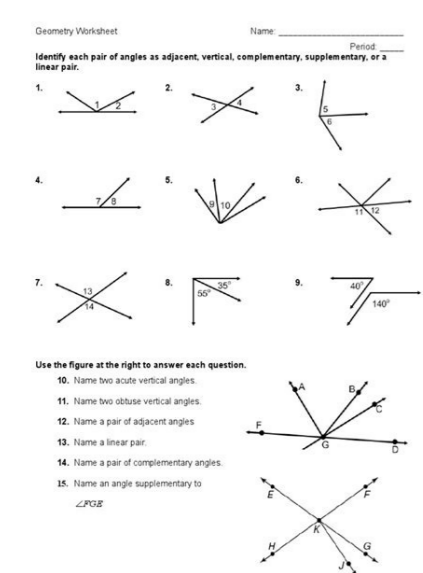 Geometry Worksheet Name: ____________________
Period: _____
Identify each pair of angles as adjacent, vertical, complementary, supplementary, or a
linear pair.
1. 2. 3.
1 2
3 4
5
6
4. 5. 6.
7 8
9 10
11 12
7. 8. 9.
13
14
35°
55°
40°
140°
Use the figure at the right to answer each question.
10. Name two acute vertical angles.
11. Name two obtuse vertical angles.
12. Name a pair of adjacent angles
13. Name a linear pair.
14. Name a pair of complementary angles.
15. Name an angle supplementary to
∠FGE
A
B
C
F
G
D
E
F
K
H
G
J